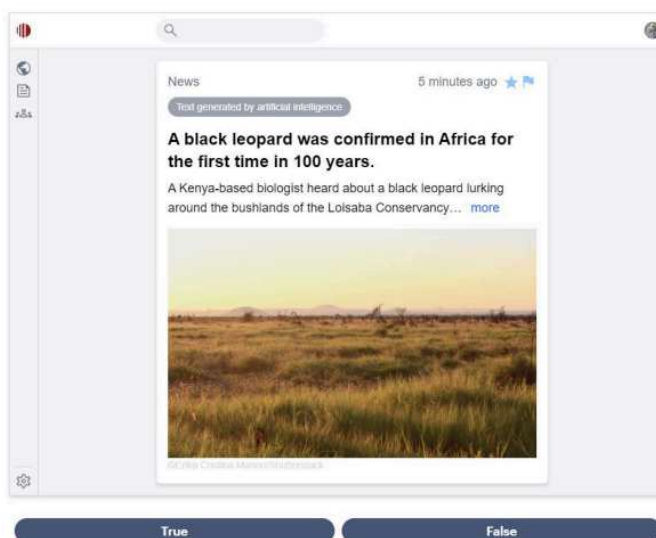 News 5 minutes ago
Text generated by artificial intelligence
A black leopard was confirmed in Africa for
the first time in 100 years.
A Kenya-based biologist heard about a black leopard lurking
around the bushlands of the Loisaba Conservancy… more
True False